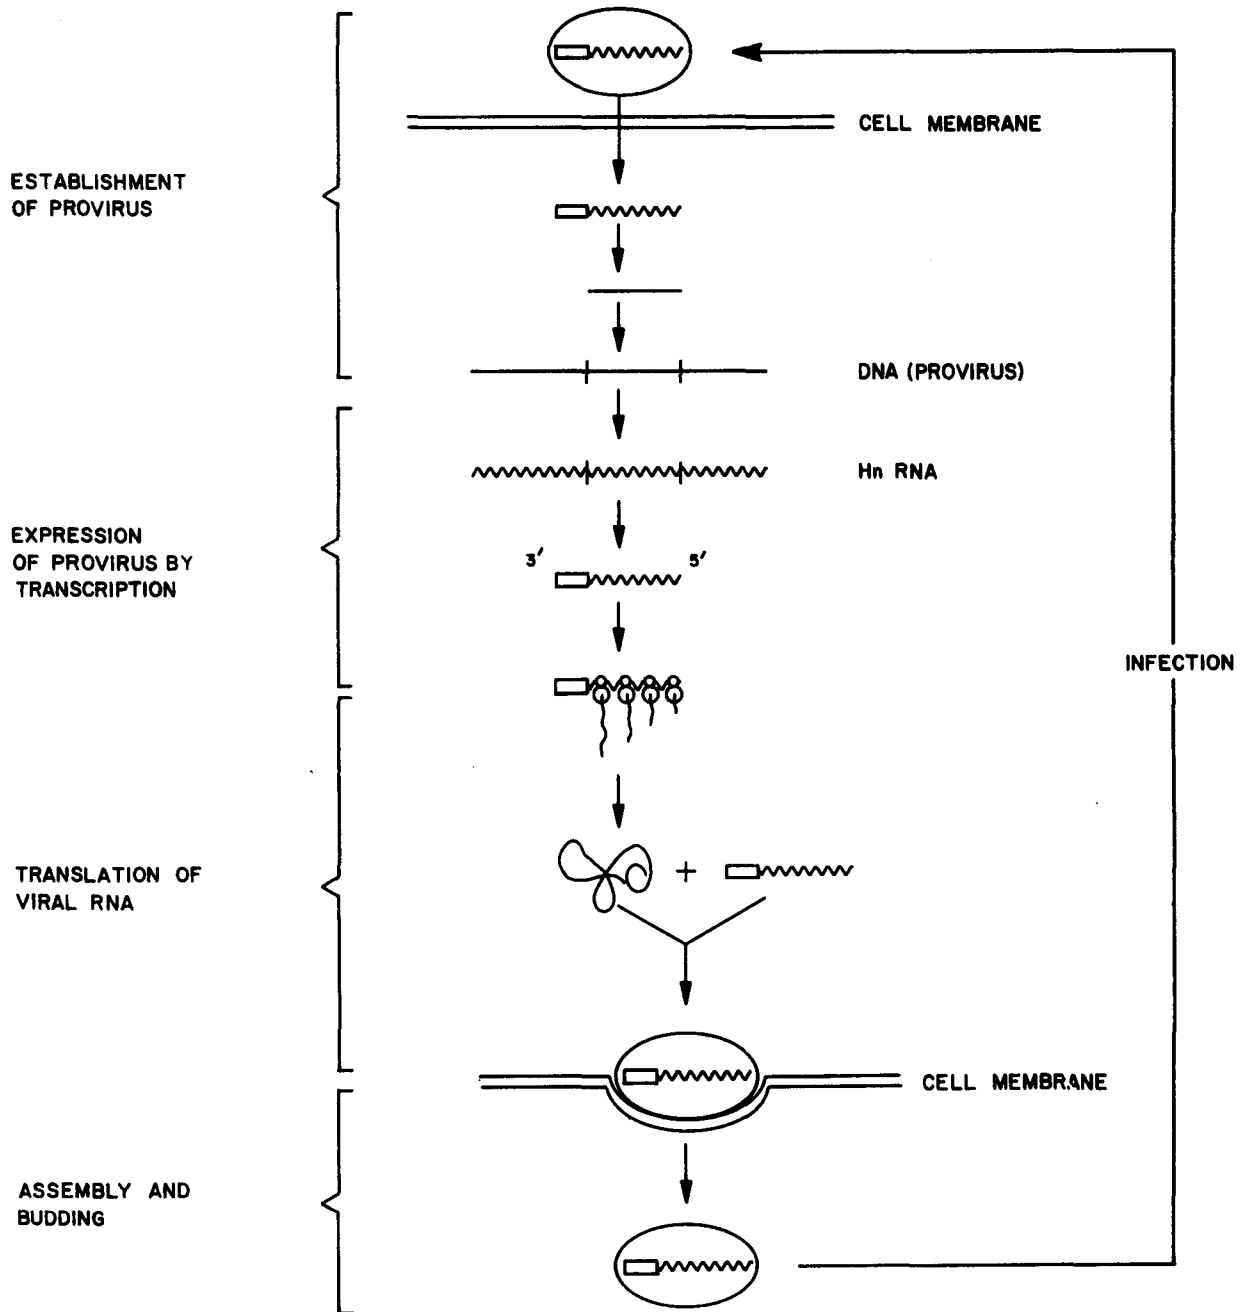 CELL MEMBRANE
ESTABLISHMENT
OF PROVIRUS
DNA (PROVIRUS)
Hn RNA
EXPRESSION
OF PROVIRUS BY
TRANSCRIPTION
3' 5'
INFECTION
TRANSLATION OF
VIRAL RNA
+
CELL MEMBRANE
ASSEMBLY AND
BUDDING